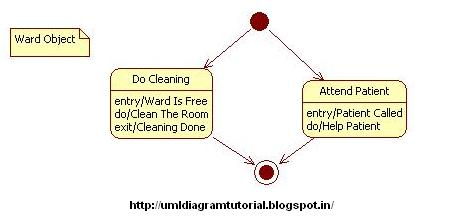 Ward Object
Do Cleaning
entry/Ward Is Free
do/Clean The Room
exit/Cleaning Done
Attend Patient
entry/Patient Called
do/Help Patient
http://umldiagramtutorial.blogspot.in/